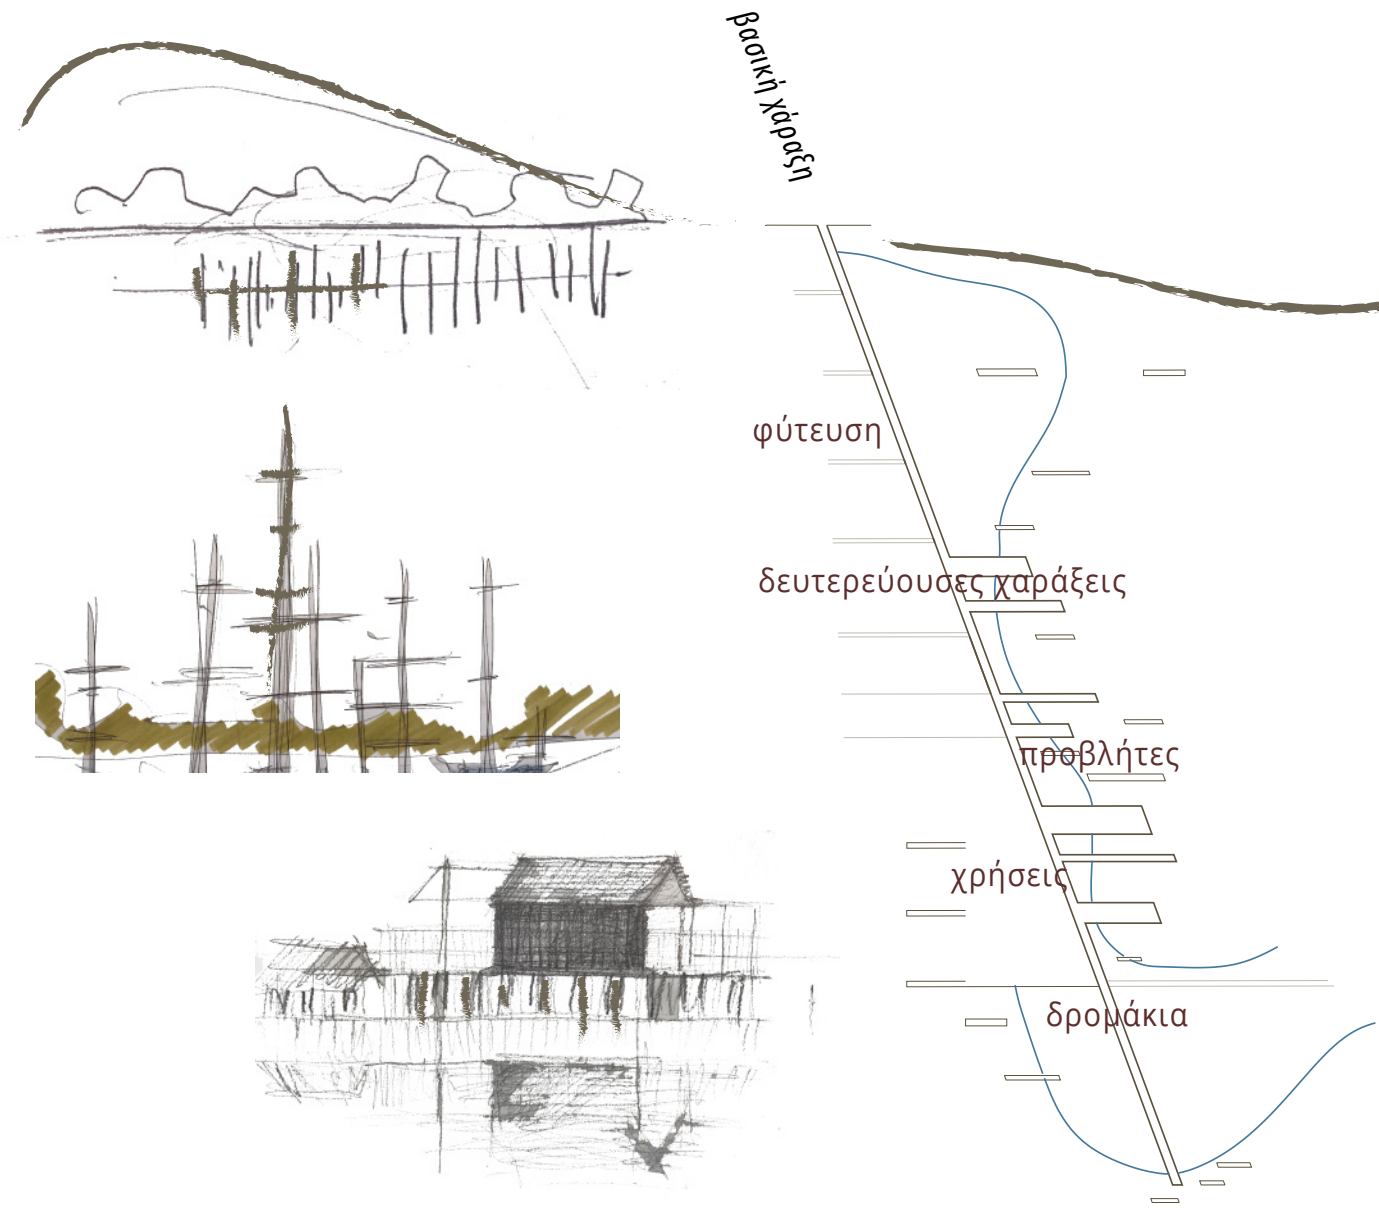 βασική χάραξη
φύτευση
δευτερεύουσες χαράξεις
προβλήτες
χρήσεις
δρομάκια